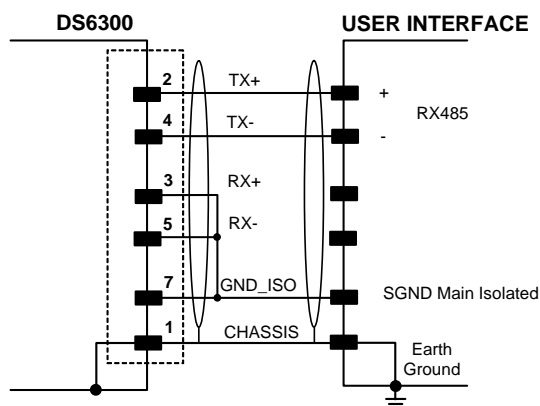 DS6300
USER INTERFACE
2 TX+ +
RX485
4 TX- -
3 RX+
5 RX-
7 GND_ISO SGND Main Isolated
1 CHASSIS
Earth
Ground